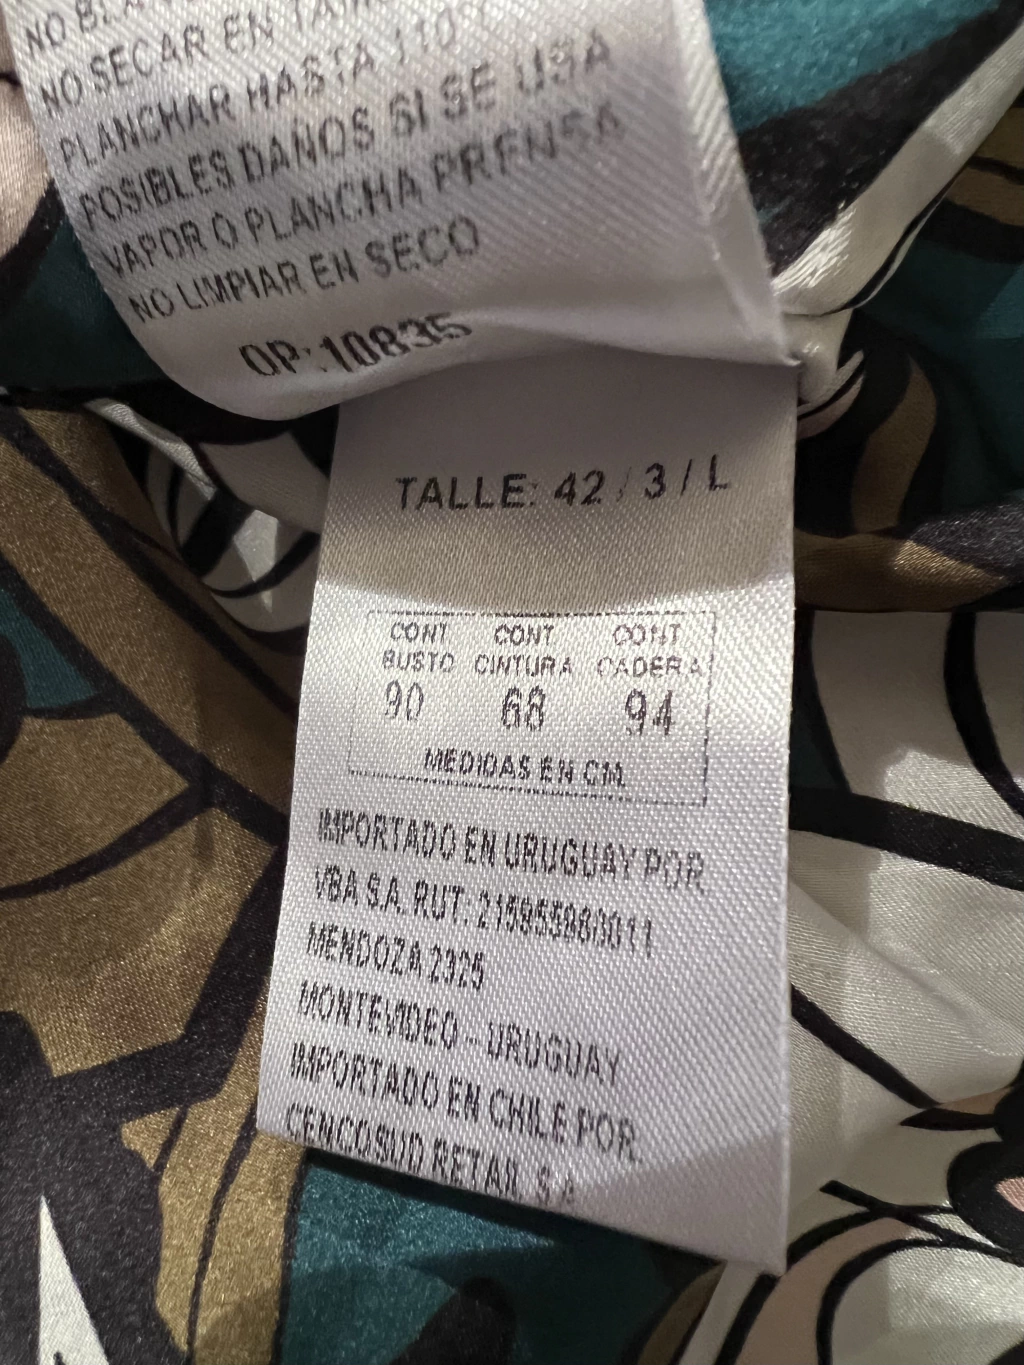 NO SECAR EN
PLANCHAR HASTA 110°
POSIBLES DAÑOS SI SE USA
VAPOR O PLANCHA PRENSA
NO LIMPIAR EN SECO
OP: 10835
TALLE: 42 / 3 / L
CONT CONT CONT
BUSTO CINTURA CADERA
90 68 94
MEDIDAS EN CM.
IMPORTADO EN URUGUAY POR
VBA S.A. RUT:
MENDOZA 2325
MONTEVIDEO - URUGUAY
IMPORTADO EN CHILE POR
CENCOSUD RETAIL S.A